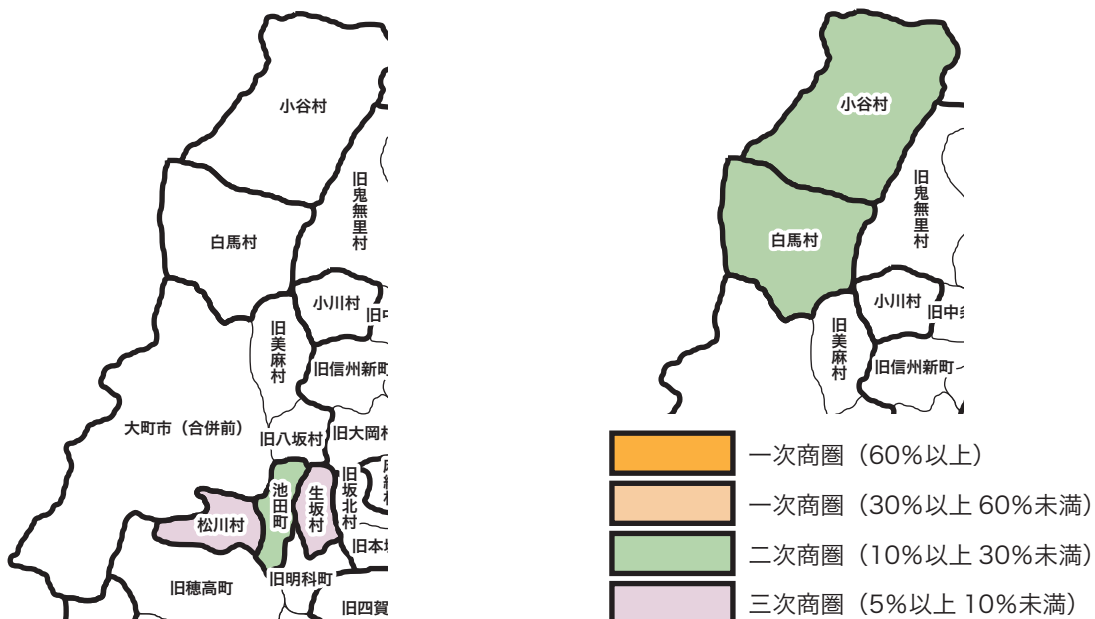 小谷村
旧鬼無里村
白馬村
小川村
旧中
旧美麻村
旧信州新町
大町市（合併前）
旧八坂村
旧大岡村
池田町
生坂村
旧坂北村
麻績村
松川村
旧本城
旧穂高町
旧明科町
旧四賀
小谷村
旧鬼無里村
白馬村
小川村
旧中条
旧美麻村
旧信州新町
一次商圏（60％以上）
一次商圏（30％以上 60％未満）
二次商圏（10％以上 30％未満）
三次商圏（5％以上 10％未満）